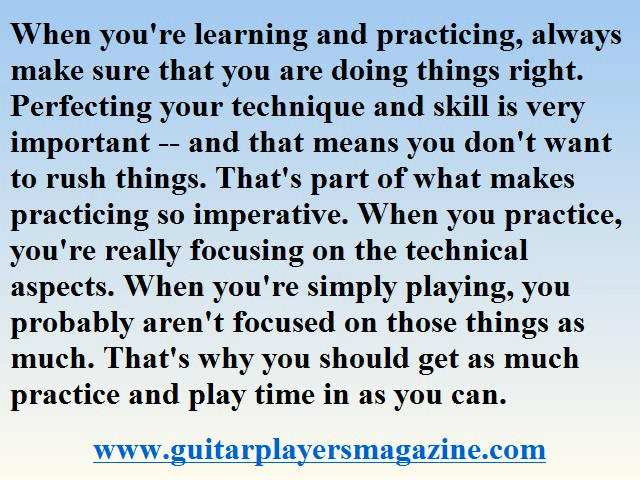 When you're learning and practicing, always
make sure that you are doing things right.
Perfecting your technique and skill is very
important -- and that means you don't want
to rush things. That's part of what makes
practicing so imperative. When you practice,
you're really focusing on the technical
aspects. When you're simply playing, you
probably aren't focused on those things as
much. That's why you should get as much
practice and play time in as you can.
www.guitarplayersmagazine.com